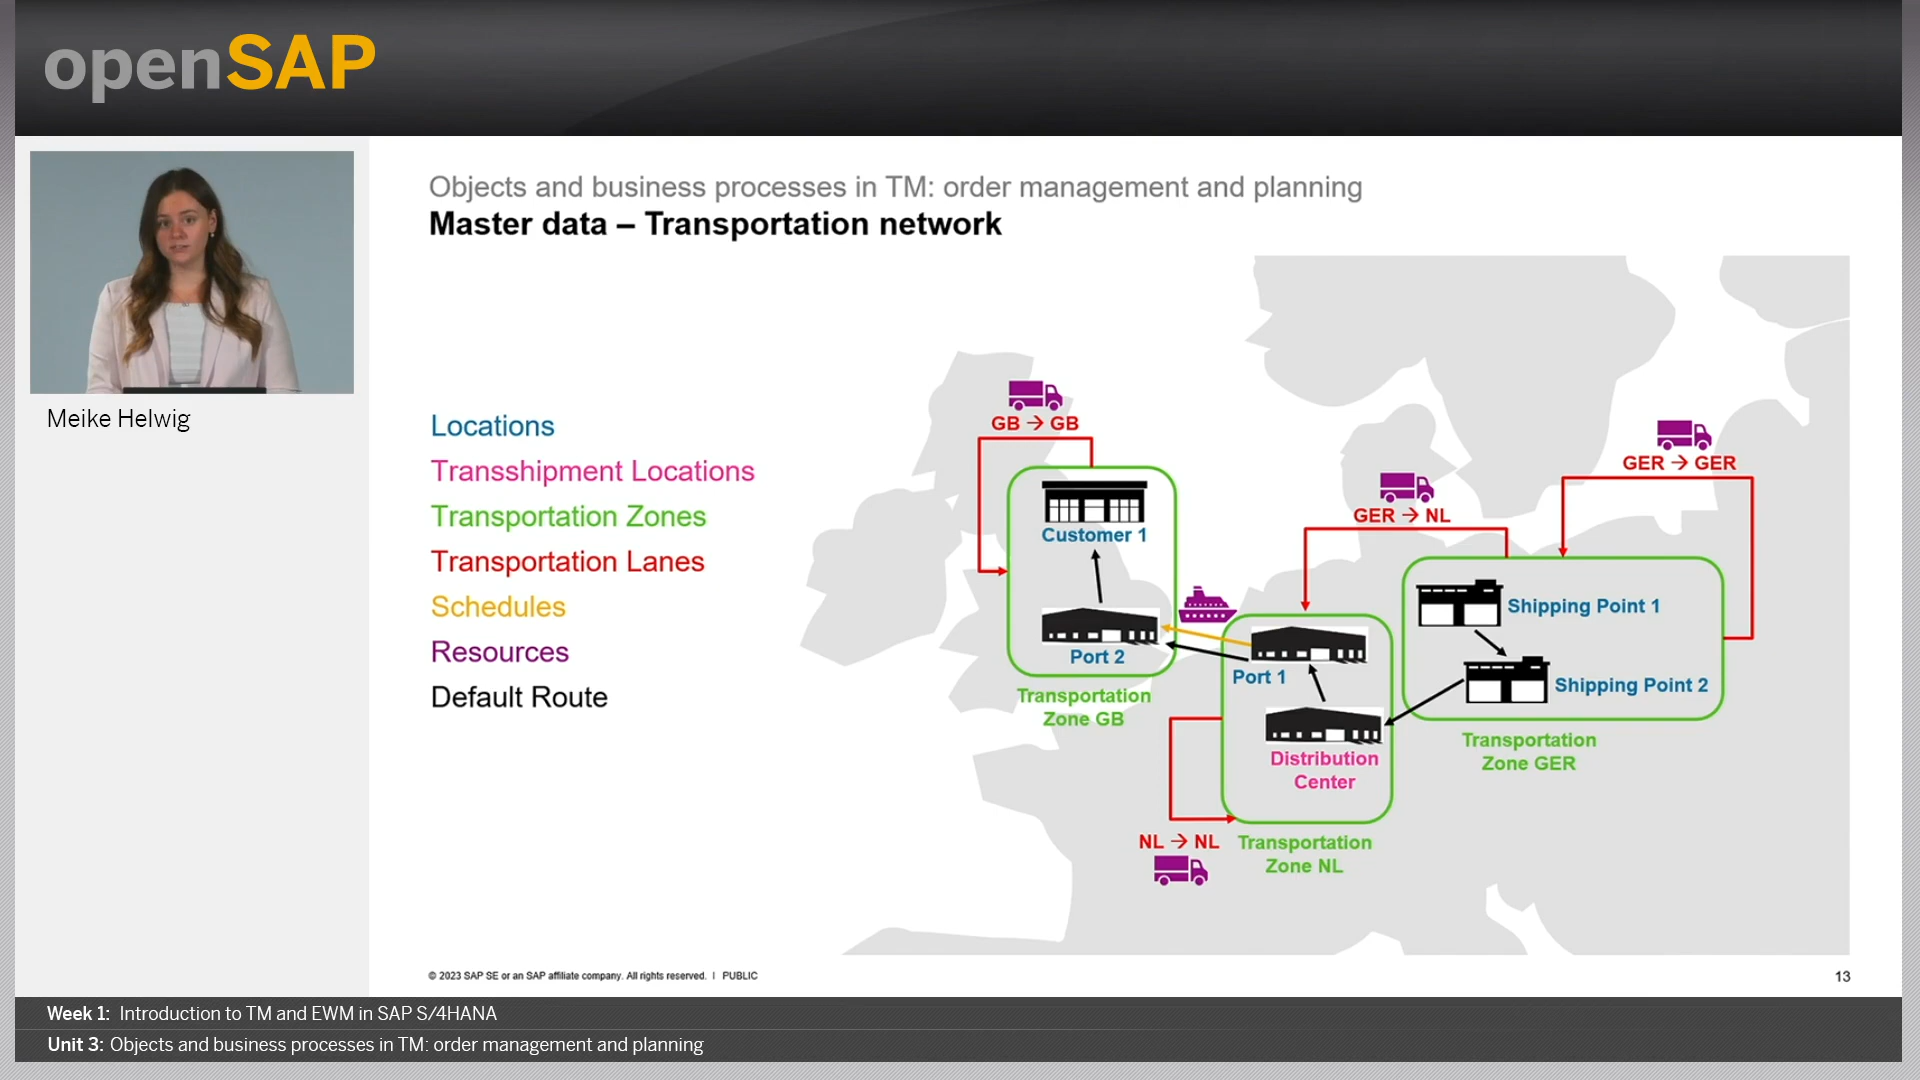 openSAP
Meike Helwig
Objects and business processes in TM: order management and planning
Master data – Transportation network
Locations
Transshipment Locations
Transportation Zones
Transportation Lanes
Schedules
Resources
Default Route
GB → GB
Customer 1
Port 2
Transportation
Zone GB
GER → NL
Port 1
Distribution
Center
NL → NL
Transportation
Zone NL
GER → GER
Shipping Point 1
Shipping Point 2
Transportation
Zone GER
© 2023 SAP SE or an SAP affiliate company. All rights reserved. I PUBLIC
13
Week 1: Introduction to TM and EWM in SAP S/4HANA
Unit 3: Objects and business processes in TM: order management and planning